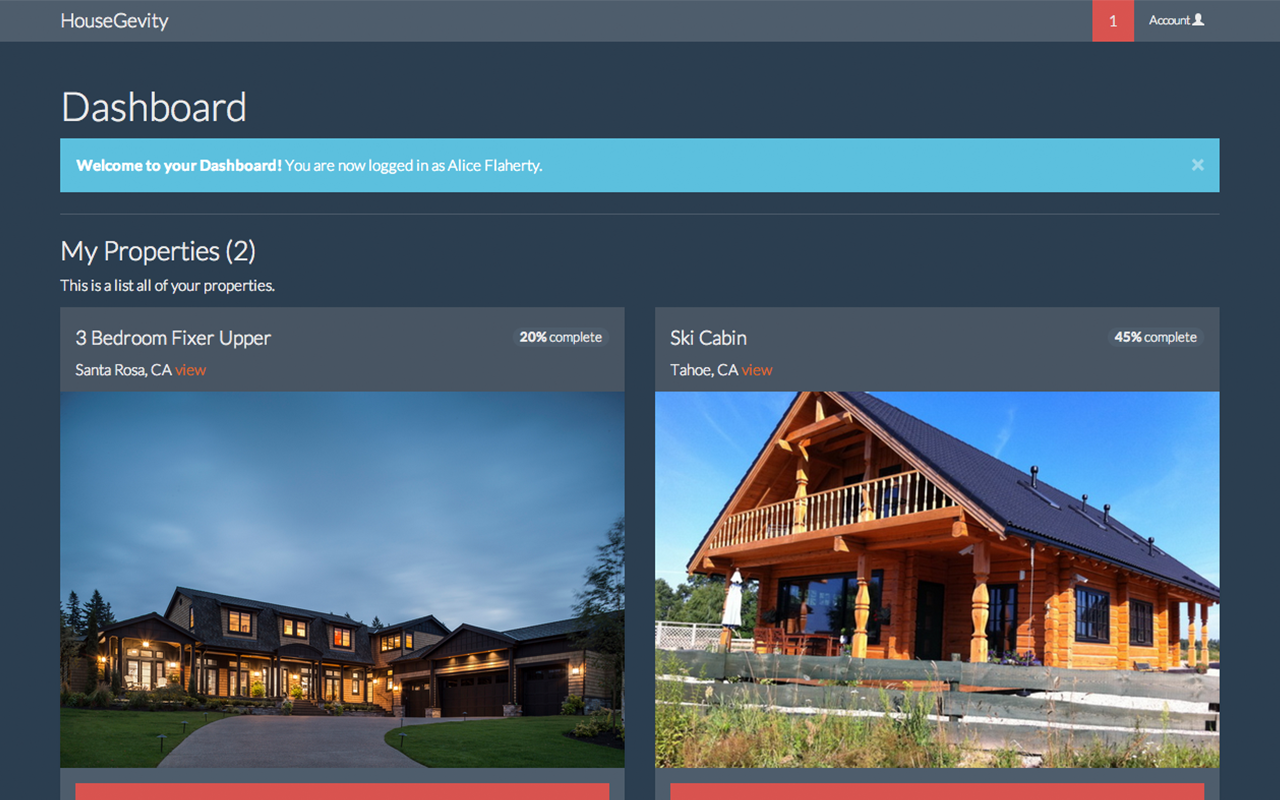 HouseGevity
1
Account
Dashboard
Welcome to your Dashboard! You are now logged in as Alice Flaherty.
×
My Properties (2)
This is a list all of your properties.
3 Bedroom Fixer Upper
20% complete
Santa Rosa, CA view
Ski Cabin
45% complete
Tahoe, CA view